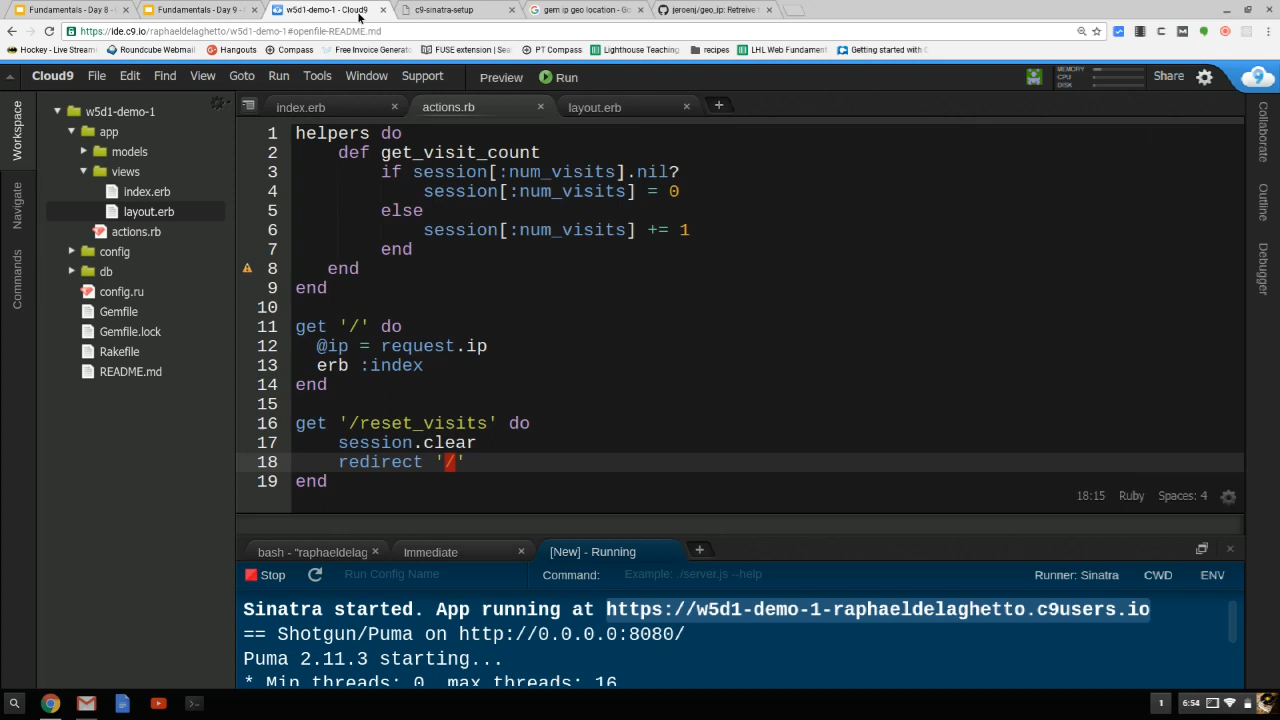 Fundamentals - Day 8 -
Fundamentals - Day 9 -
w5d1-demo-1 - Cloud9
c9-sinatra-setup
gem ip geo location - Go
jeroenj/geo_ip: Retreive
https://ide.c9.io/raphaeldelaghetto/w5d1-demo-1#openfile-README.md
Hockey - Live Stream
Roundcube Webmail
Hangouts
Compass
Free Invoice Generato
FUSE extension | Sea
PT Compass
Lighthouse Teaching
recipes
LHL Web Fundament
Getting started with
Cloud9 File Edit Find View Goto Run Tools Window Support Preview Run MEMORY CPU DISK Share
Workspace
Navigate
Commands
w5d1-demo-1
app
models
views
index.erb
layout.erb
actions.rb
config
db
config.ru
Gemfile
Gemfile.lock
Rakefile
README.md
index.erb actions.rb layout.erb
1 helpers do
2 def get_visit_count
3 if session[:num_visits].nil?
4 session[:num_visits] = 0
5 else
6 session[:num_visits] += 1
7 end
8 end
9 end
10
11 get '/' do
12 @ip = request.ip
13 erb :index
14 end
15
16 get '/reset_visits' do
17 session.clear
18 redirect '/'
19 end
18:15 Ruby Spaces: 4
Collaborate
Outline
Debugger
bash - "raphaeldelag Immediate [New] - Running
Stop Run Config Name Command: Example: ./server.js --help Runner: Sinatra CWD ENV
Sinatra started. App running at https://w5d1-demo-1-raphaeldelaghetto.c9users.io
== Shotgun/Puma on http://0.0.0.0:8080/
Puma 2.11.3 starting...
* Min threads: 0, max threads: 16
1 6:54